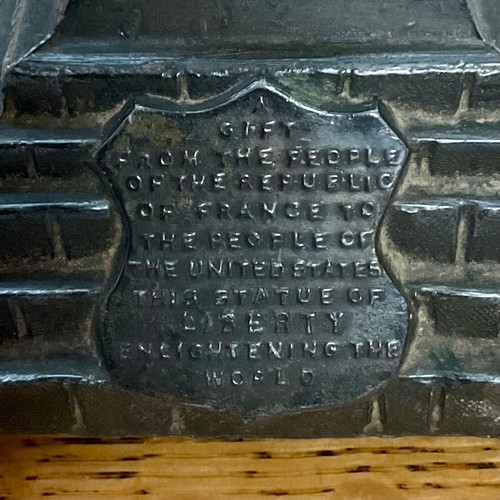 A
GIFT
FROM THE PEOPLE
OF THE REPUBLIC
OF FRANCE TO
THE PEOPLE OF
THE UNITED STATES
THIS STATUE OF
LIBERTY
ENLIGHTENING THE
WORLD